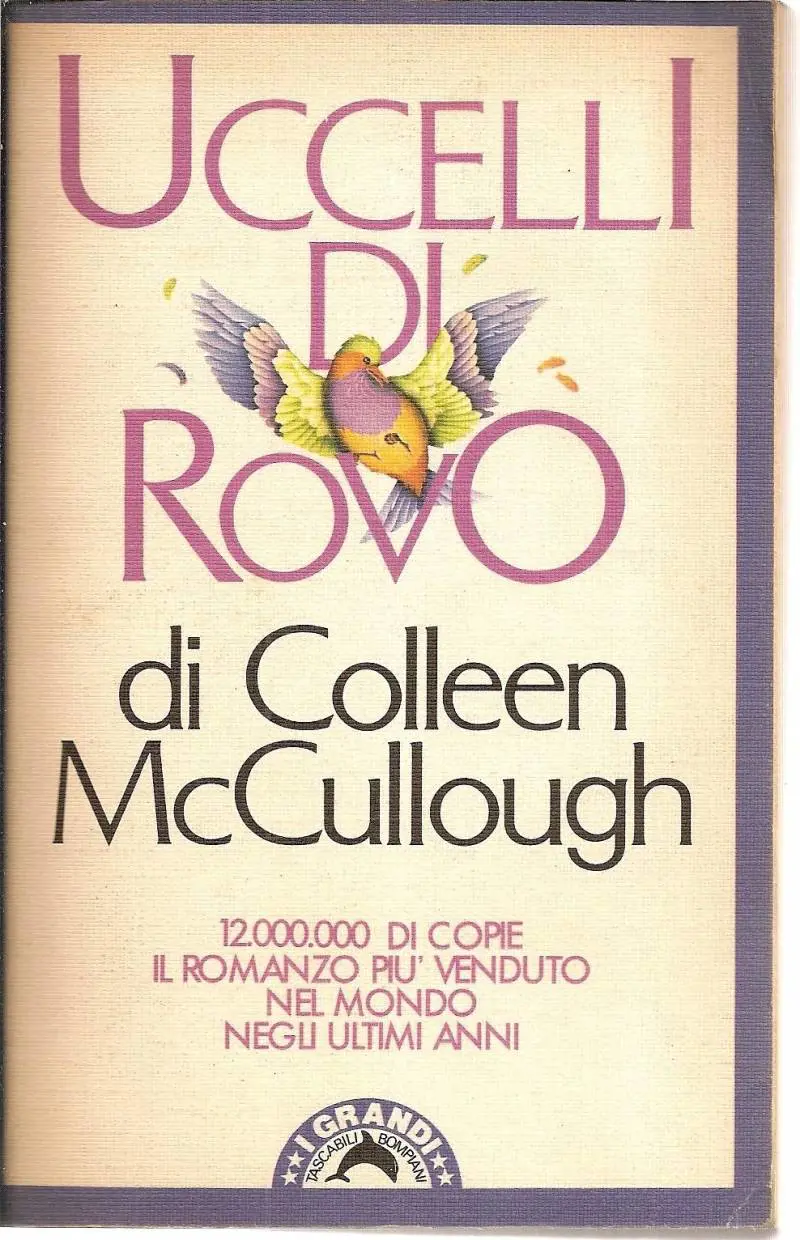 UCCELLI
DI
ROVO
di Colleen
McCullough
12.000.000 DI COPIE
IL ROMANZO PIU' VENDUTO
NEL MONDO
NEGLI ULTIMI ANNI
I GRANDI
TASCABILI BOMPIANI